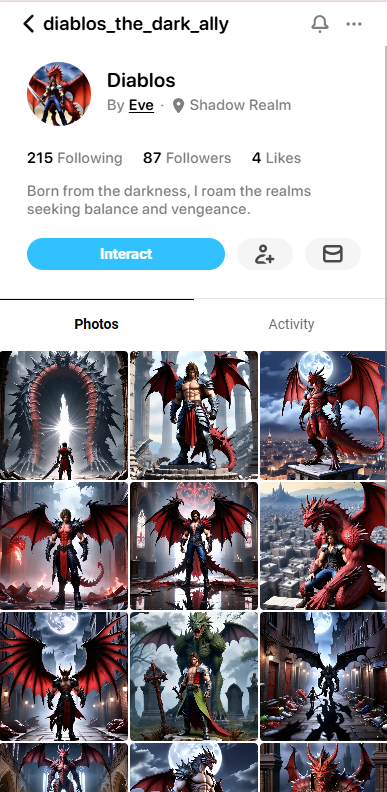 diablos_the_dark_ally
Diablos
By Eve · Shadow Realm
215 Following 87 Followers 4 Likes
Born from the darkness, I roam the realms
seeking balance and vengeance.
Interact
Photos Activity